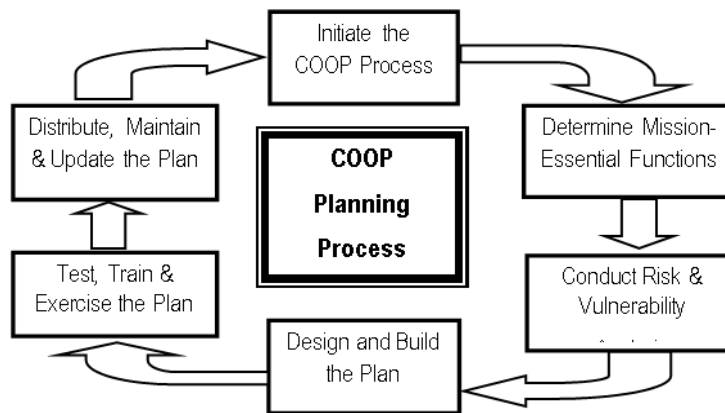 Initiate the
COOP Process
Determine Mission-
Essential Functions
Conduct Risk &
Vulnerability
Design and Build
the Plan
Test, Train &
Exercise the Plan
Distribute, Maintain
& Update the Plan
COOP
Planning
Process